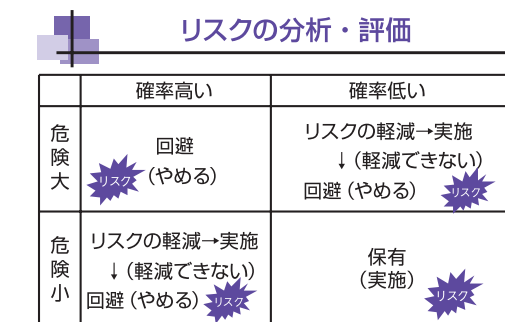 リスクの分析・評価
確率高い
確率低い
危険大
回避
(やめる)
リスク
リスクの軽減→実施
↓(軽減できない)
回避(やめる)
リスク
危険小
リスクの軽減→実施
↓(軽減できない)
回避(やめる)
リスク
保有
(実施)
リスク